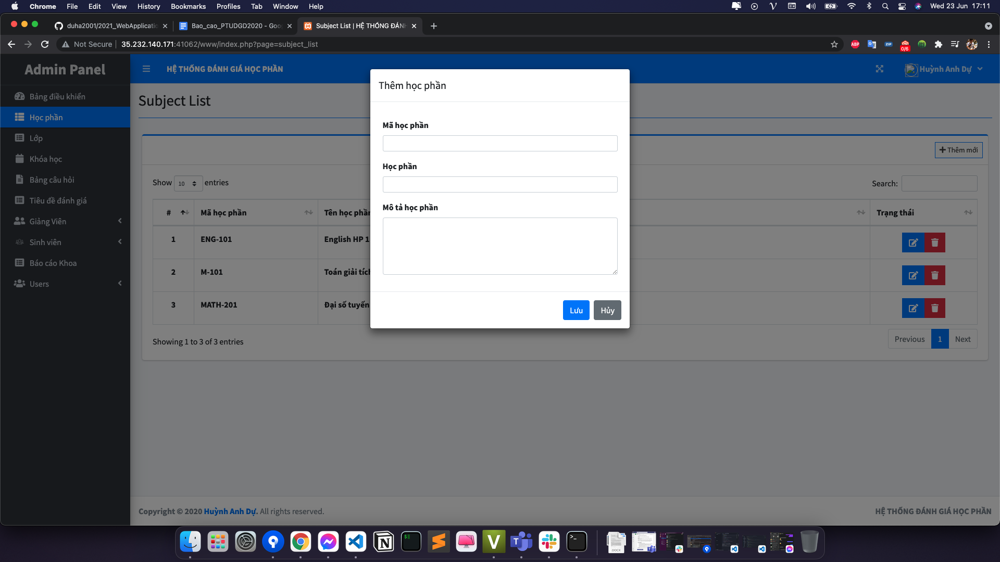 Chrome File Edit View History Bookmarks Profiles Tab Window Help Wed 23 Jun 17:11
duha2001/2021_WebApplicatio Bao_cao_PTUDGD2020 - Goo Subject List | HỆ THỐNG ĐÁNH
Not Secure 35.232.140.171:41062/www/index.php?page=subject_list ABP ZIP 0/6
Admin Panel
HỆ THỐNG ĐÁNH GIÁ HỌC PHẦN
Huỳnh Anh Dự
Bảng điều khiển
Học phần
Lớp
Khóa học
Bảng câu hỏi
Tiêu đề đánh giá
Giảng Viên
Sinh viên
Báo cáo Khoa
Users
Subject List
Thêm mới
Show 10 entries
Search:
# Mã học phần Tên học phần Trạng thái
1 ENG-101 English HP 1
2 M-101 Toán giải tích
3 MATH-201 Đại số tuyến
Showing 1 to 3 of 3 entries
Previous 1 Next
Thêm học phần
Mã học phần
Học phần
Mô tả học phần
Lưu Hủy
Copyright © 2020 Huỳnh Anh Dự. All rights reserved.
HỆ THỐNG ĐÁNH GIÁ HỌC PHẦN
DOCX